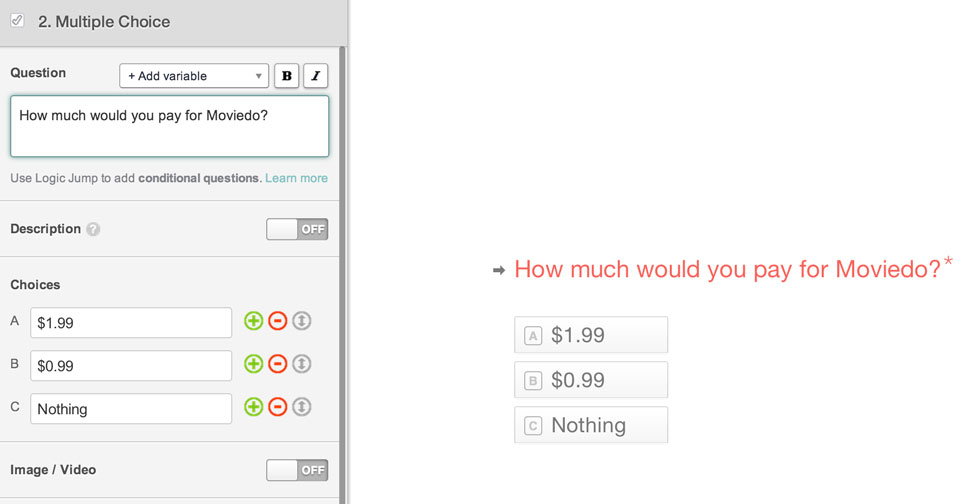 2. Multiple Choice
Question
+ Add variable
B
I
How much would you pay for Moviedo?
Use Logic Jump to add conditional questions. Learn more
Description ?
OFF
Choices
A $1.99
B $0.99
C Nothing
Image / Video
OFF
How much would you pay for Moviedo?*
A $1.99
B $0.99
C Nothing